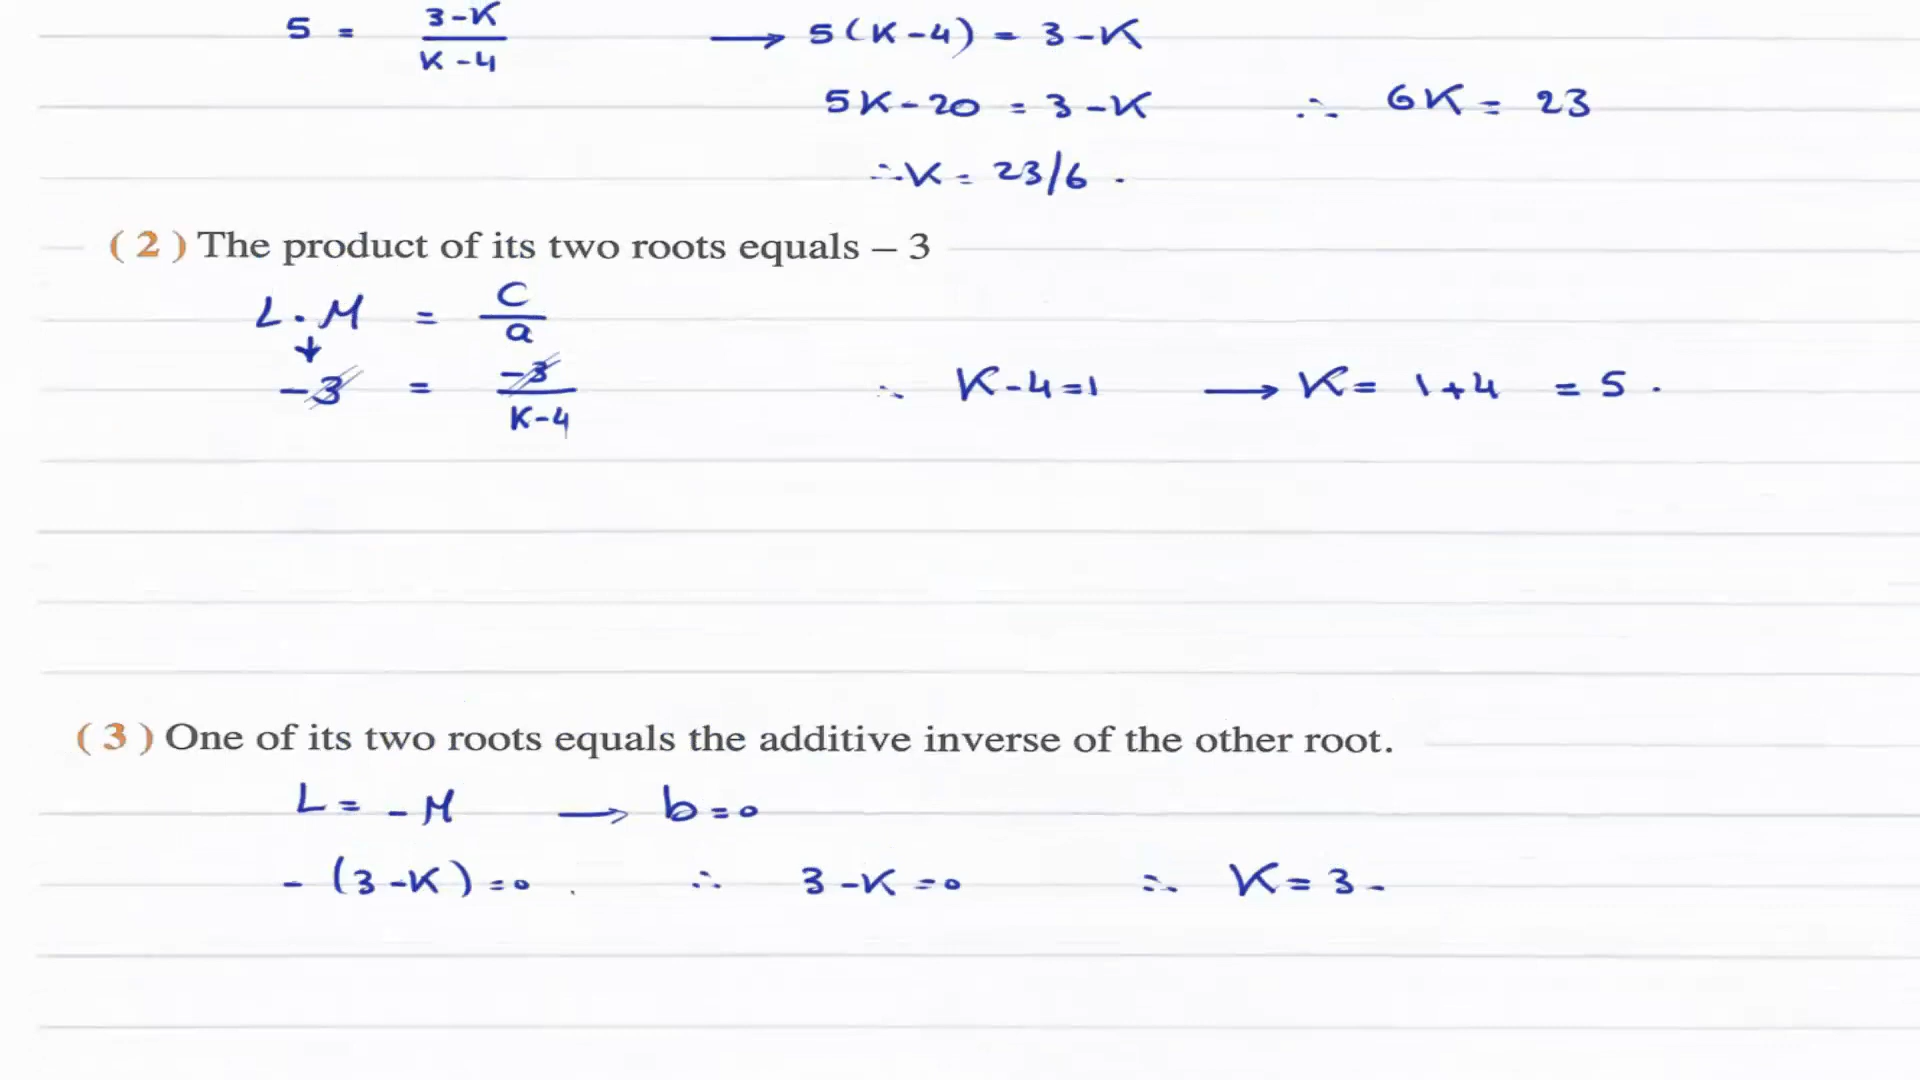 5 = 3-K / K-4 → 5(K-4) = 3-K
5K-20 = 3-K ∴ 6K = 23
∴ K = 23/6 .
( 2 ) The product of its two roots equals – 3
L . M = C / a
↓
-3 = -3 / K-4 ∴ K-4=1 → K= 1+4 = 5 .
( 3 ) One of its two roots equals the additive inverse of the other root.
L = -M → b=0
- (3-K)=0 . ∴ 3-K=0 ∴ K=3 -